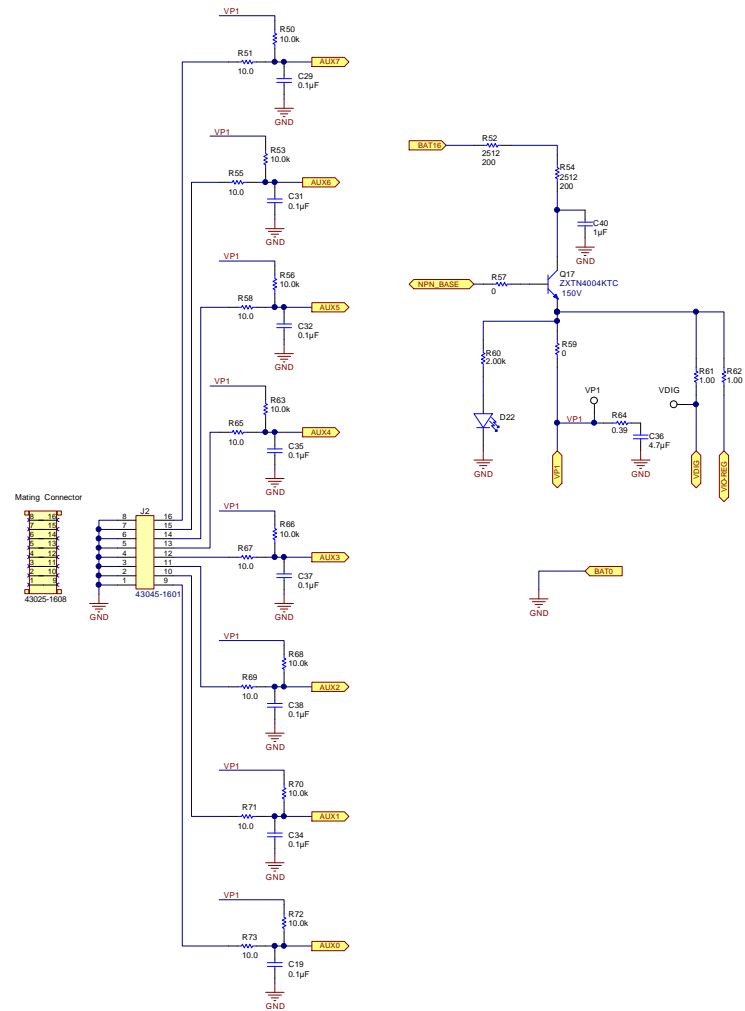 VP1
R50
10.0k
R51
10.0
AUX7
C29
0.1µF
GND
VP1
R53
10.0k
R55
10.0
AUX6
C31
0.1µF
GND
VP1
R56
10.0k
R58
10.0
AUX5
C32
0.1µF
GND
VP1
R63
10.0k
R65
10.0
AUX4
C35
0.1µF
GND
VP1
R66
10.0k
R67
10.0
AUX3
C37
0.1µF
GND
VP1
R68
10.0k
R69
10.0
AUX2
C38
0.1µF
GND
VP1
R70
10.0k
R71
10.0
AUX1
C34
0.1µF
GND
VP1
R72
10.0k
R73
10.0
AUX0
C19
0.1µF
GND
Mating Connector
8 16
7 15
6 14
5 13
4 12
3 11
2 10
1 9
43025-1608
J2
8 16
7 15
6 14
5 13
4 12
3 11
2 10
1 9
43045-1601
GND
BAT16
R52
2512
200
R54
2512
200
C40
1µF
GND
Q17
ZXTN4004KTC
150V
NPN_BASE
R57
0
R60
2.00k
R59
0
D22
GND
VP1
VP1
R64
0.39
C36
4.7µF
GND
VP1
VDIG
R61
1.00
R62
1.00
VDIG
VIO-REG
BAT0
GND